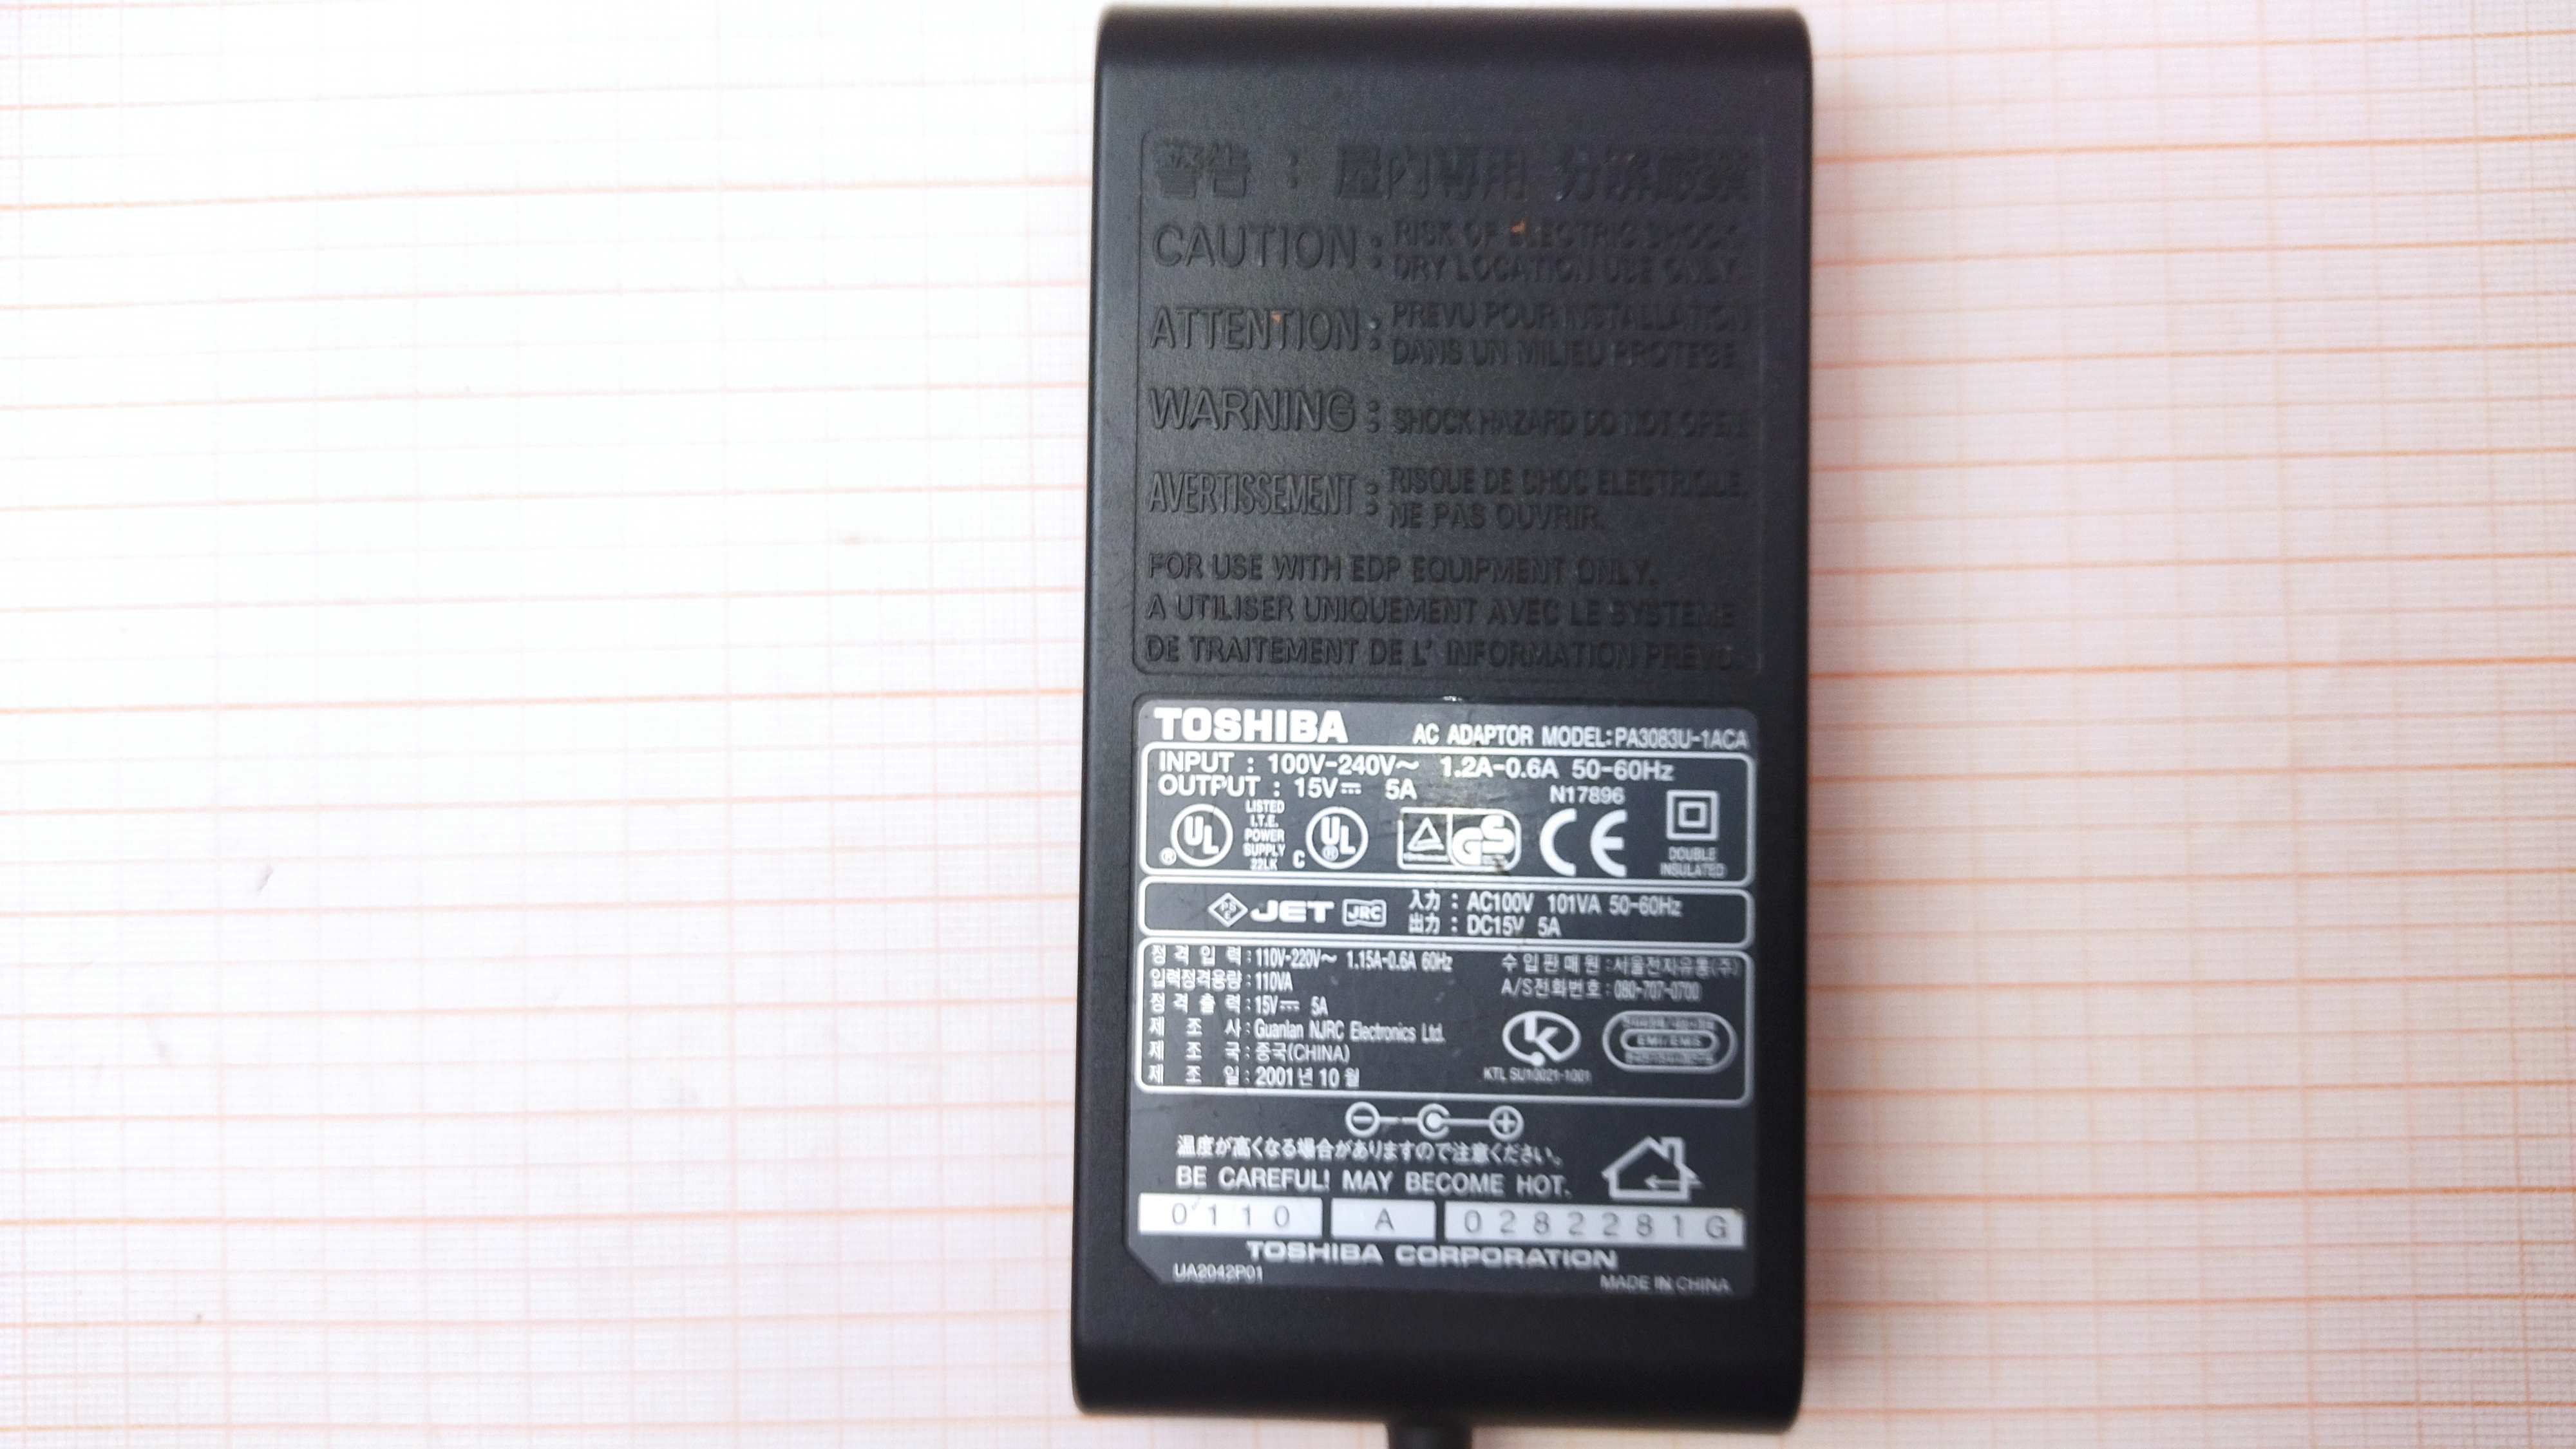 警告 : 屋内専用 分解厳禁
CAUTION : RISK OF ELECTRIC SHOCK
DRY LOCATION USE ONLY.
ATTENTION : PREVU POUR INSTALLATION
DANS UN MILIEU PROTEGE.
WARNING : SHOCK HAZARD DO NOT OPEN.
AVERTISSEMENT : RISQUE DE CHOC ELECTRIQUE.
NE PAS OUVRIR.
FOR USE WITH EDP EQUIPMENT ONLY.
A UTILISER UNIQUEMENT AVEC LE SYSTEME
DE TRAITEMENT DE L' INFORMATION PREVU.
TOSHIBA AC ADAPTOR MODEL:PA3083U-1ACA
INPUT : 100V-240V~ 1.2A-0.6A 50-60Hz
OUTPUT : 15V⎓ 5A N17896
UL LISTED
I.T.E.
POWER
SUPPLY
22LK
C UL GS CE
DOUBLE
INSULATED
PSE JET JRC 入力 : AC100V 101VA 50-60Hz
出力 : DC15V 5A
정격입력 : 110V-220V~ 1.15A-0.6A 60Hz
입력정격용량 : 110VA
정격출력 : 15V⎓ 5A
제조사 : Guanlan NJRC Electronics Ltd.
제조국 : 중국(CHINA)
제조일 : 2001년 10월
수입판매원 : 서울전자유통(주)
A/S전화번호 : 080-707-0700
KTL SU10021-1001
EMI/EMS
温度が高くなる場合がありますので注意ください。
BE CAREFUL! MAY BECOME HOT.
0110 A 0282281G
TOSHIBA CORPORATION
UA2042P01 MADE IN CHINA